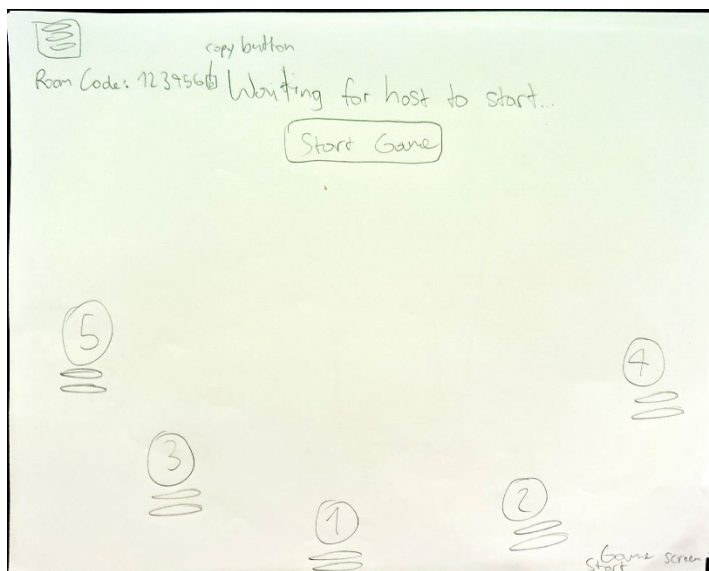 copy button
Room Code: 123456 Waiting for host to start...
Start Game
5
4
3
2
1
Game screen
Start